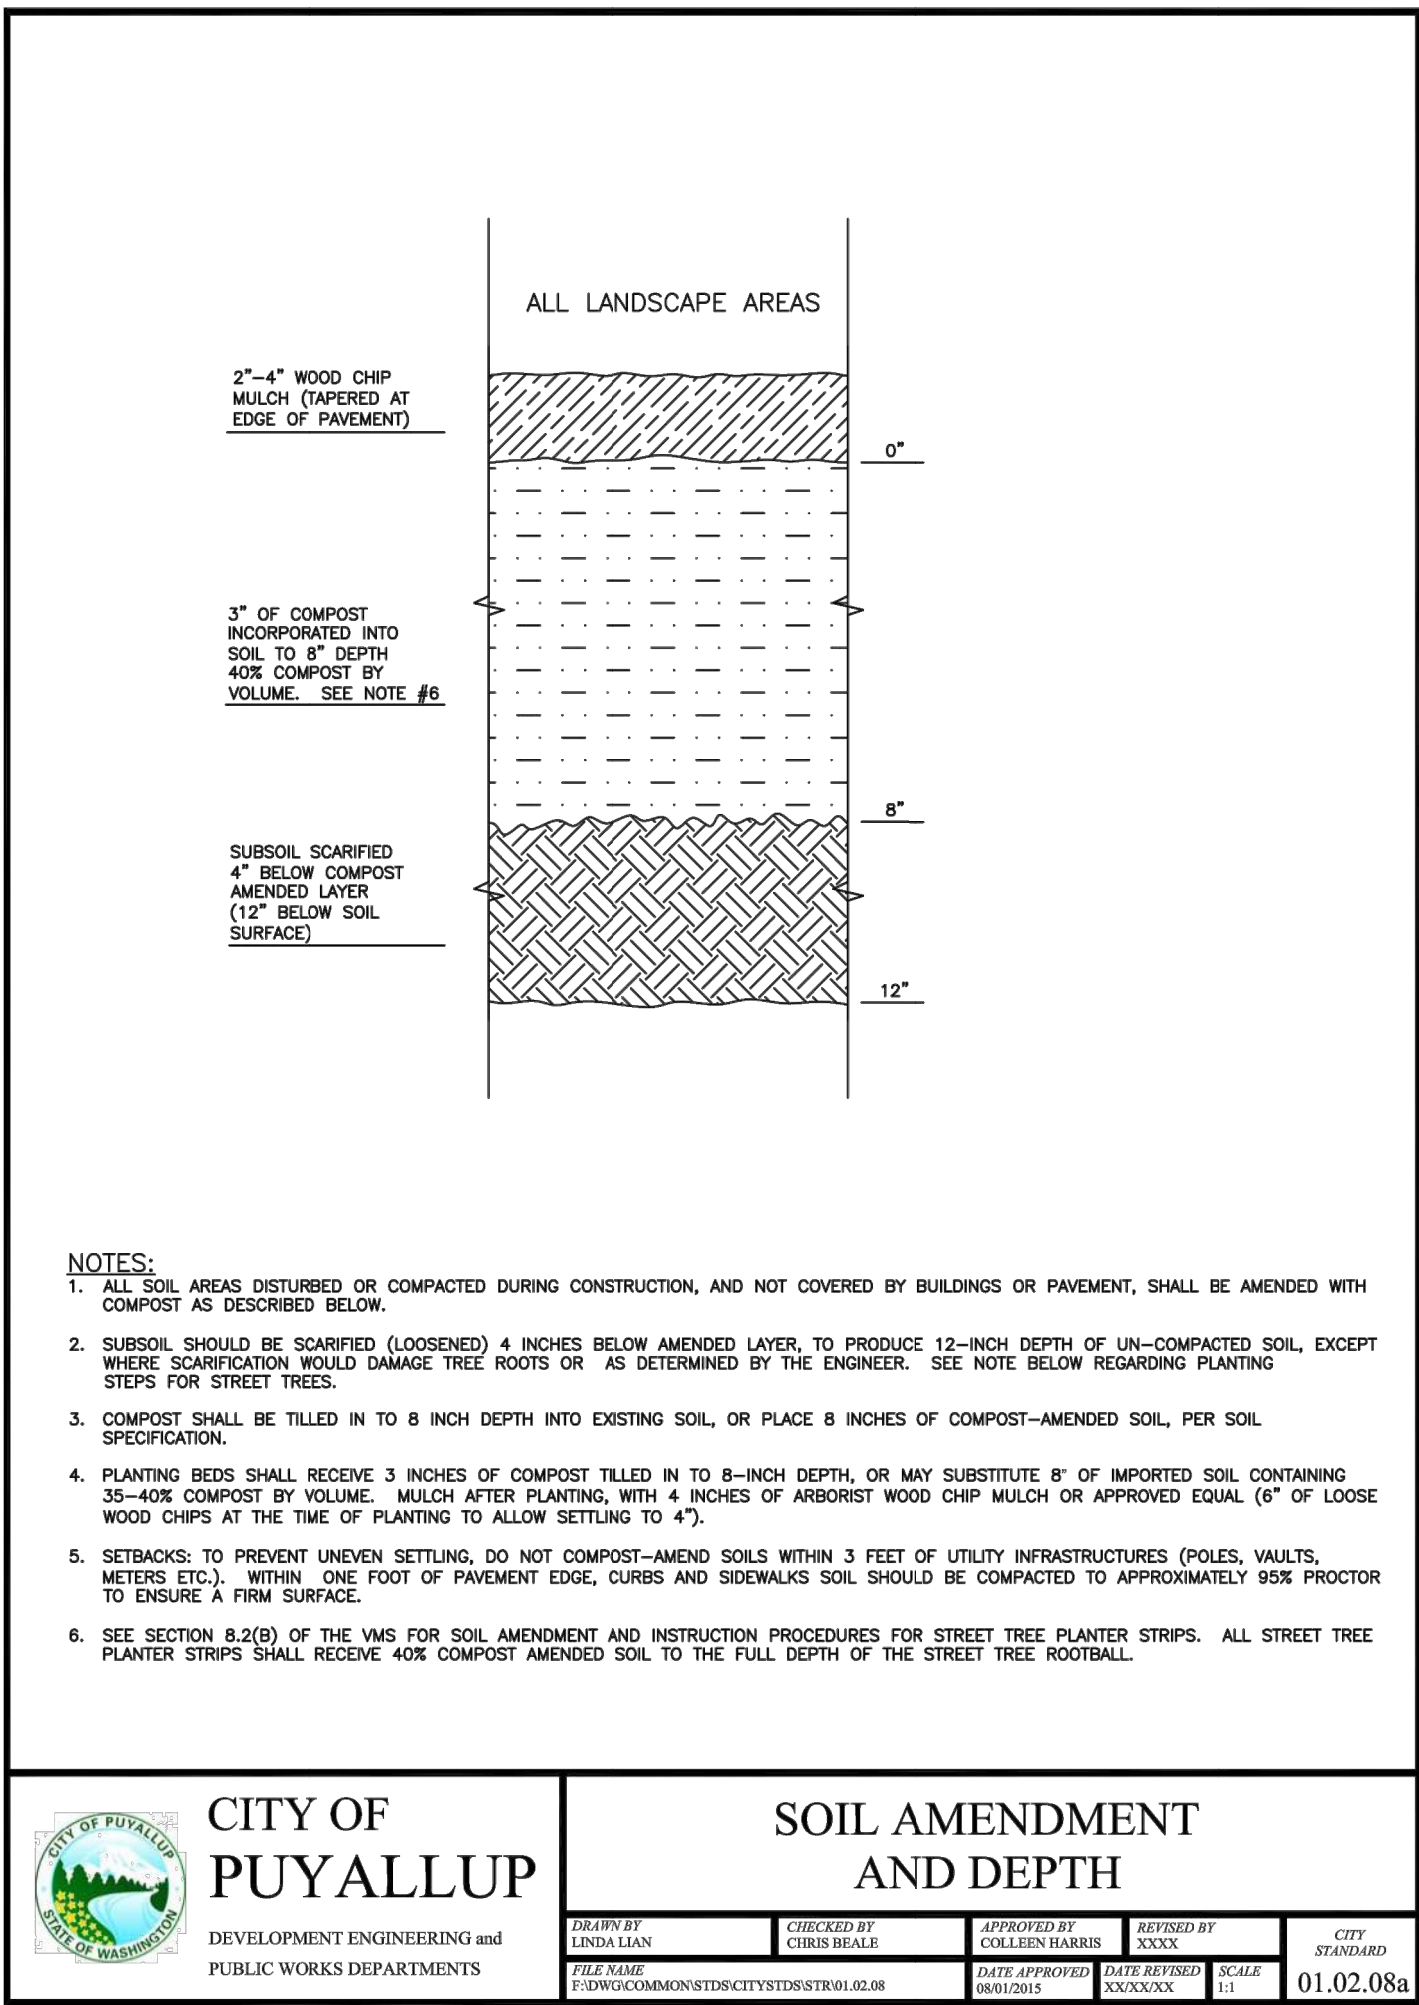 ALL LANDSCAPE AREAS
2"-4" WOOD CHIP
MULCH (TAPERED AT
EDGE OF PAVEMENT)
0"
3" OF COMPOST
INCORPORATED INTO
SOIL TO 8" DEPTH
40% COMPOST BY
VOLUME. SEE NOTE #6
8"
SUBSOIL SCARIFIED
4" BELOW COMPOST
AMENDED LAYER
(12" BELOW SOIL
SURFACE)
12"
NOTES:
1. ALL SOIL AREAS DISTURBED OR COMPACTED DURING CONSTRUCTION, AND NOT COVERED BY BUILDINGS OR PAVEMENT, SHALL BE AMENDED WITH
COMPOST AS DESCRIBED BELOW.
2. SUBSOIL SHOULD BE SCARIFIED (LOOSENED) 4 INCHES BELOW AMENDED LAYER, TO PRODUCE 12-INCH DEPTH OF UN-COMPACTED SOIL, EXCEPT
WHERE SCARIFICATION WOULD DAMAGE TREE ROOTS OR AS DETERMINED BY THE ENGINEER. SEE NOTE BELOW REGARDING PLANTING
STEPS FOR STREET TREES.
3. COMPOST SHALL BE TILLED IN TO 8 INCH DEPTH INTO EXISTING SOIL, OR PLACE 8 INCHES OF COMPOST-AMENDED SOIL, PER SOIL
SPECIFICATION.
4. PLANTING BEDS SHALL RECEIVE 3 INCHES OF COMPOST TILLED IN TO 8-INCH DEPTH, OR MAY SUBSTITUTE 8" OF IMPORTED SOIL CONTAINING
35-40% COMPOST BY VOLUME. MULCH AFTER PLANTING, WITH 4 INCHES OF ARBORIST WOOD CHIP MULCH OR APPROVED EQUAL (6" OF LOOSE
WOOD CHIPS AT THE TIME OF PLANTING TO ALLOW SETTLING TO 4").
5. SETBACKS: TO PREVENT UNEVEN SETTLING, DO NOT COMPOST-AMEND SOILS WITHIN 3 FEET OF UTILITY INFRASTRUCTURES (POLES, VAULTS,
METERS ETC.). WITHIN ONE FOOT OF PAVEMENT EDGE, CURBS AND SIDEWALKS SOIL SHOULD BE COMPACTED TO APPROXIMATELY 95% PROCTOR
TO ENSURE A FIRM SURFACE.
6. SEE SECTION 8.2(B) OF THE VMS FOR SOIL AMENDMENT AND INSTRUCTION PROCEDURES FOR STREET TREE PLANTER STRIPS. ALL STREET TREE
PLANTER STRIPS SHALL RECEIVE 40% COMPOST AMENDED SOIL TO THE FULL DEPTH OF THE STREET TREE ROOTBALL.
CITY OF PUYALLUP
STATE OF WASHINGTON
CITY OF
PUYALLUP
DEVELOPMENT ENGINEERING and
PUBLIC WORKS DEPARTMENTS
SOIL AMENDMENT
AND DEPTH
DRAWN BY
LINDA LIAN
CHECKED BY
CHRIS BEALE
APPROVED BY
COLLEEN HARRIS
REVISED BY
XXXX
FILE NAME
F:\DWG\COMMON\STDS\CITYSTDS\STR\01.02.08
DATE APPROVED
08/01/2015
DATE REVISED
XX/XX/XX
SCALE
1:1
CITY
STANDARD
01.02.08a